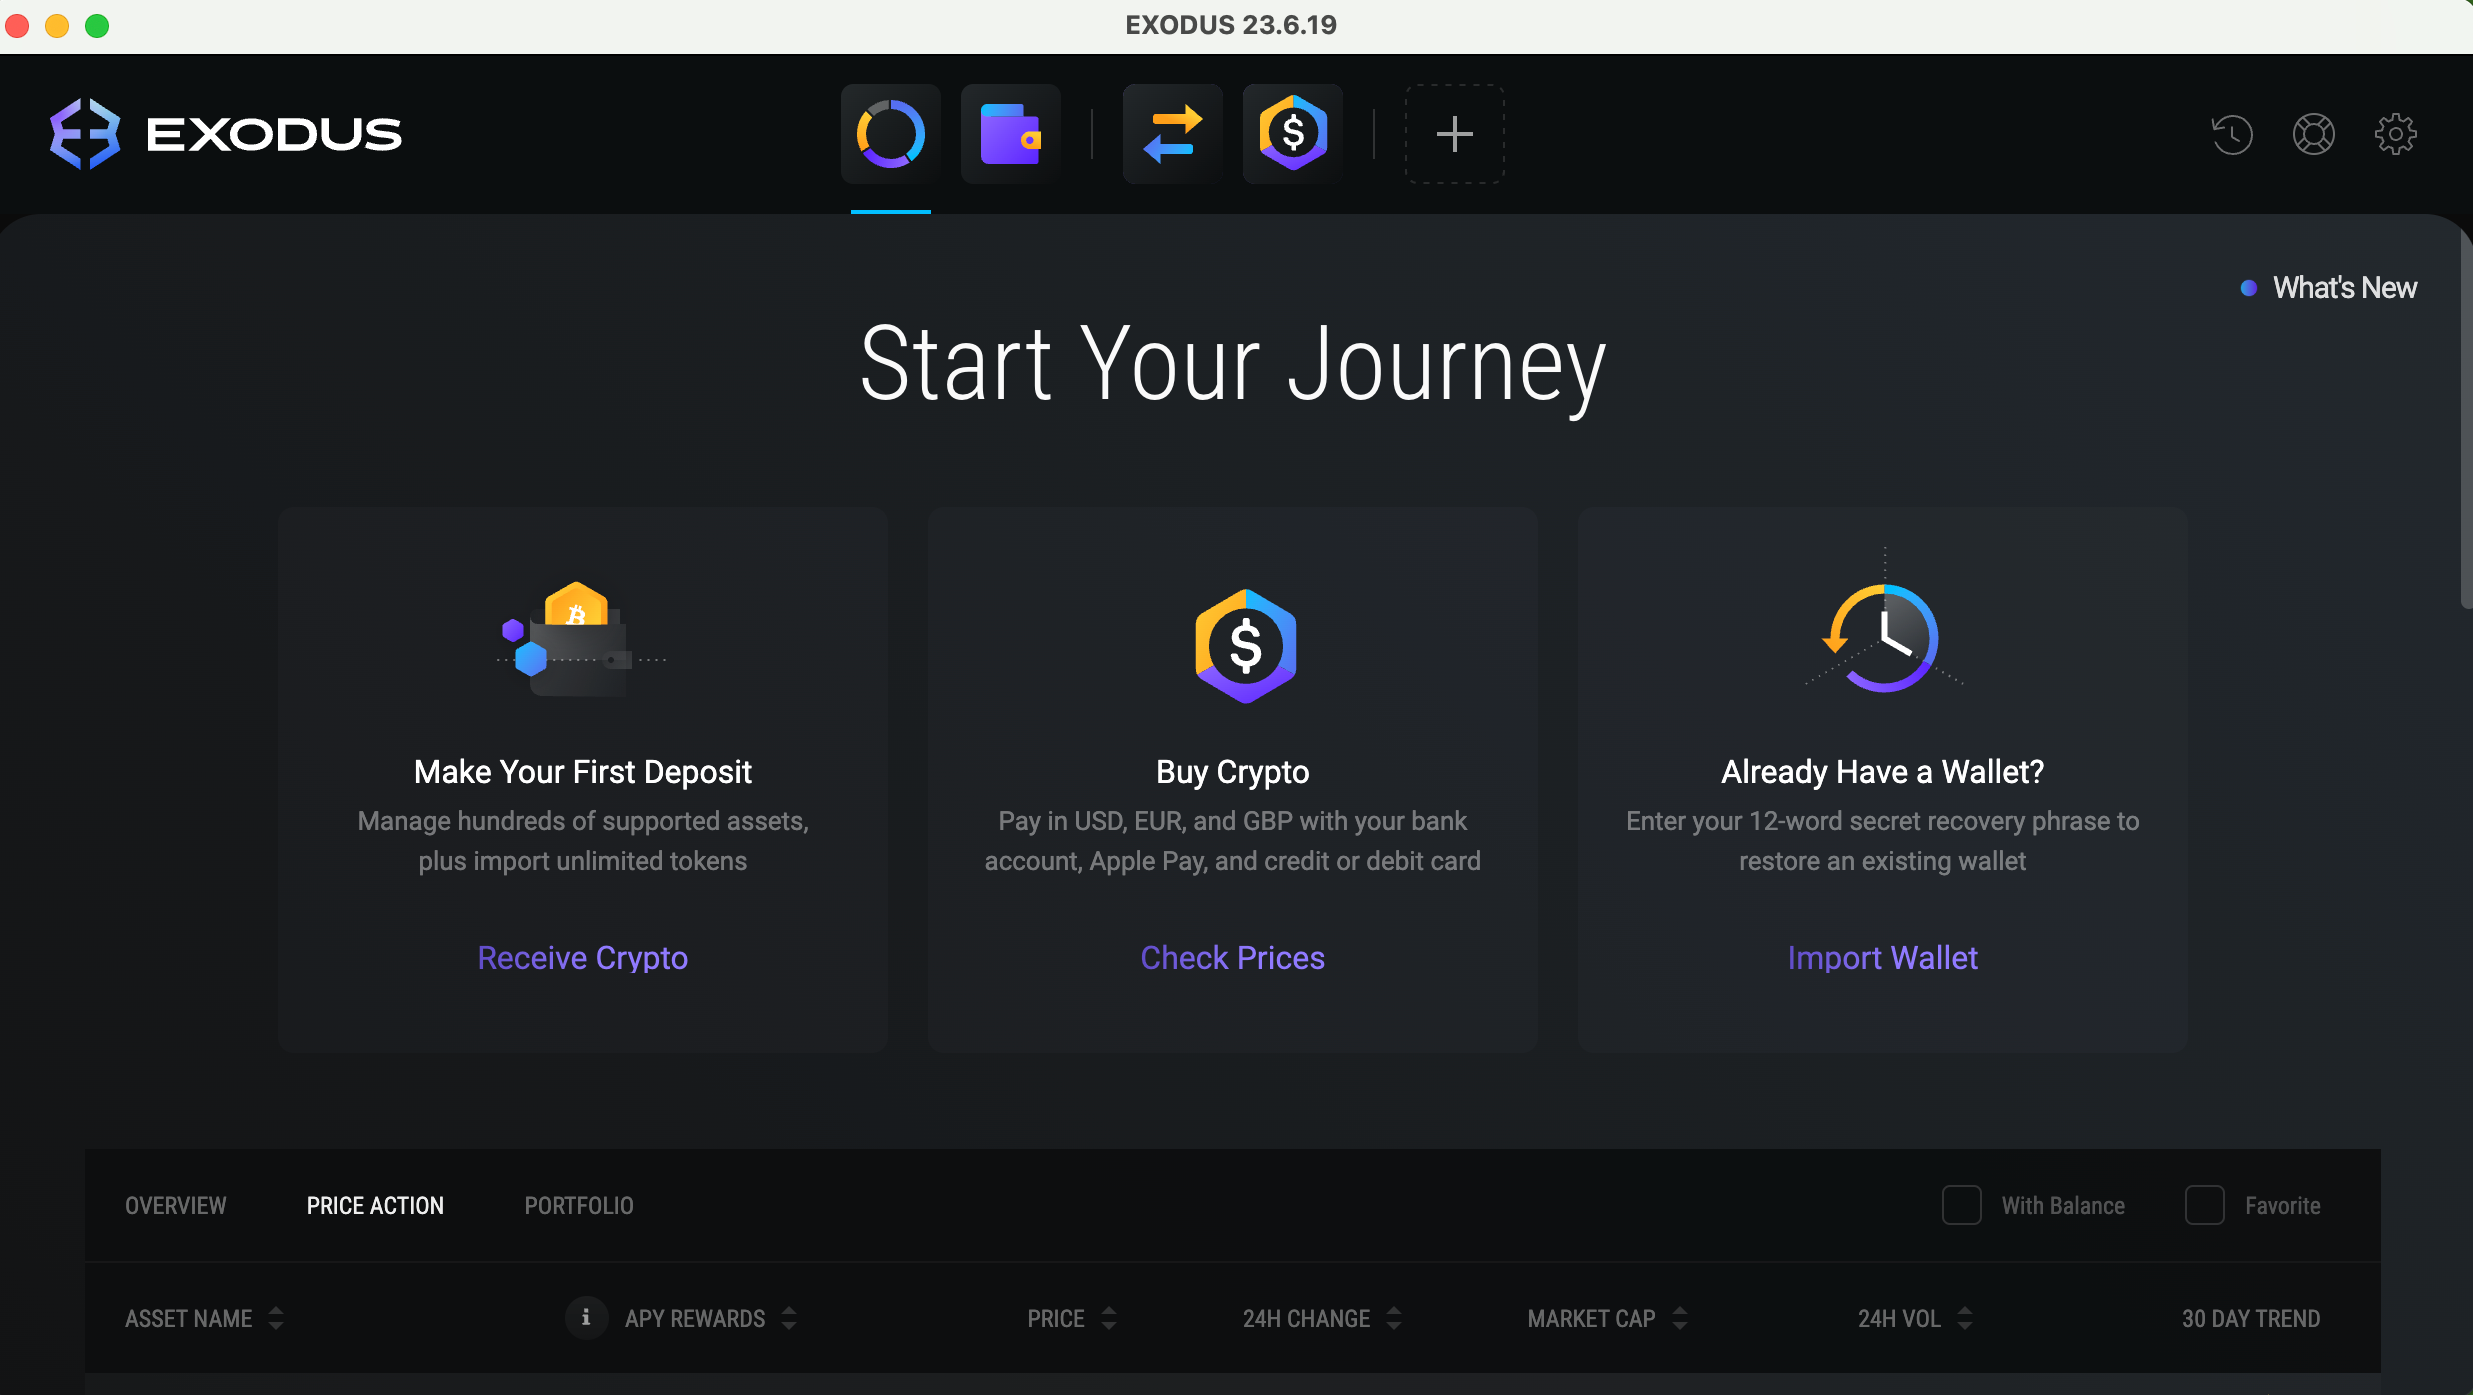 EXODUS 23.6.19
EXODUS
What's New
Start Your Journey
Make Your First Deposit
Manage hundreds of supported assets,
plus import unlimited tokens
Receive Crypto
Buy Crypto
Pay in USD, EUR, and GBP with your bank
account, Apple Pay, and credit or debit card
Check Prices
Already Have a Wallet?
Enter your 12-word secret recovery phrase to
restore an existing wallet
Import Wallet
OVERVIEW PRICE ACTION PORTFOLIO With Balance Favorite
ASSET NAME APY REWARDS PRICE 24H CHANGE MARKET CAP 24H VOL 30 DAY TREND